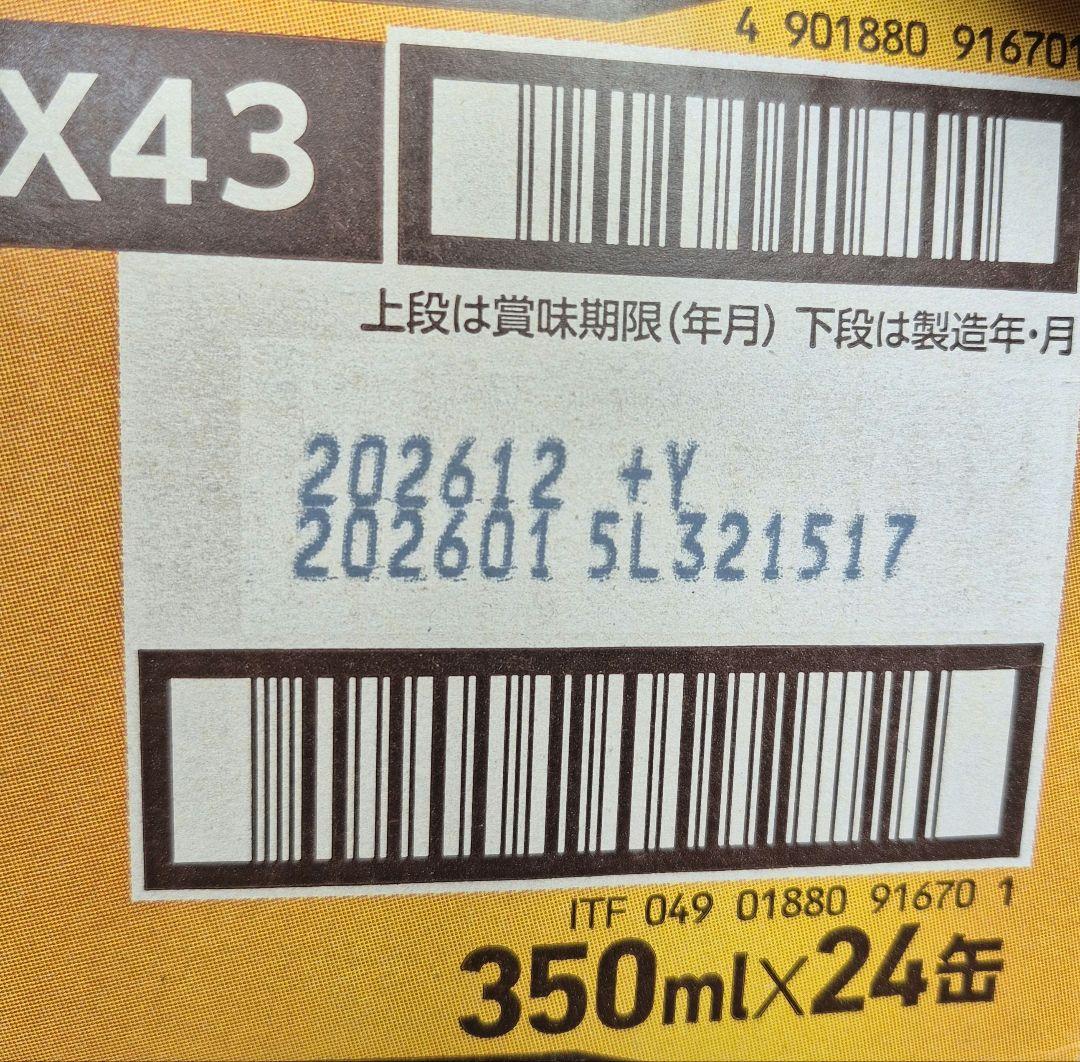 4 901880 916701
X43
上段は賞味期限(年月) 下段は製造年・月
202612 +Y
202601 5L321517
ITF 049 01880 91670 1
350ml×24缶